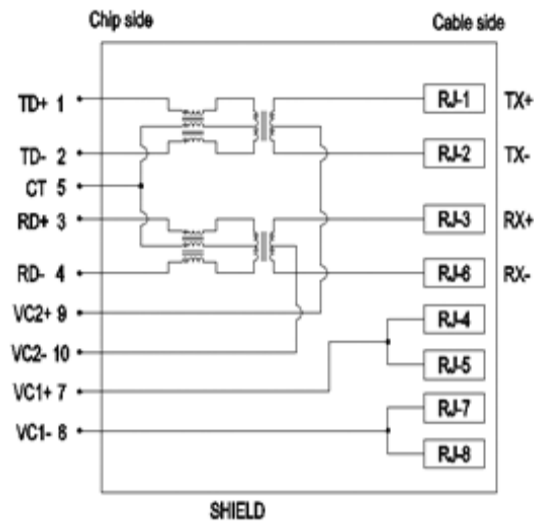 Chip side Cable side
TD+ 1 RJ-1 TX+
TD- 2 RJ-2 TX-
CT 5
RD+ 3 RJ-3 RX+
RD- 4 RJ-6 RX-
VC2+ 9 RJ-4
VC2- 10 RJ-5
VC1+ 7 RJ-7
VC1- 8 RJ-8
SHIELD